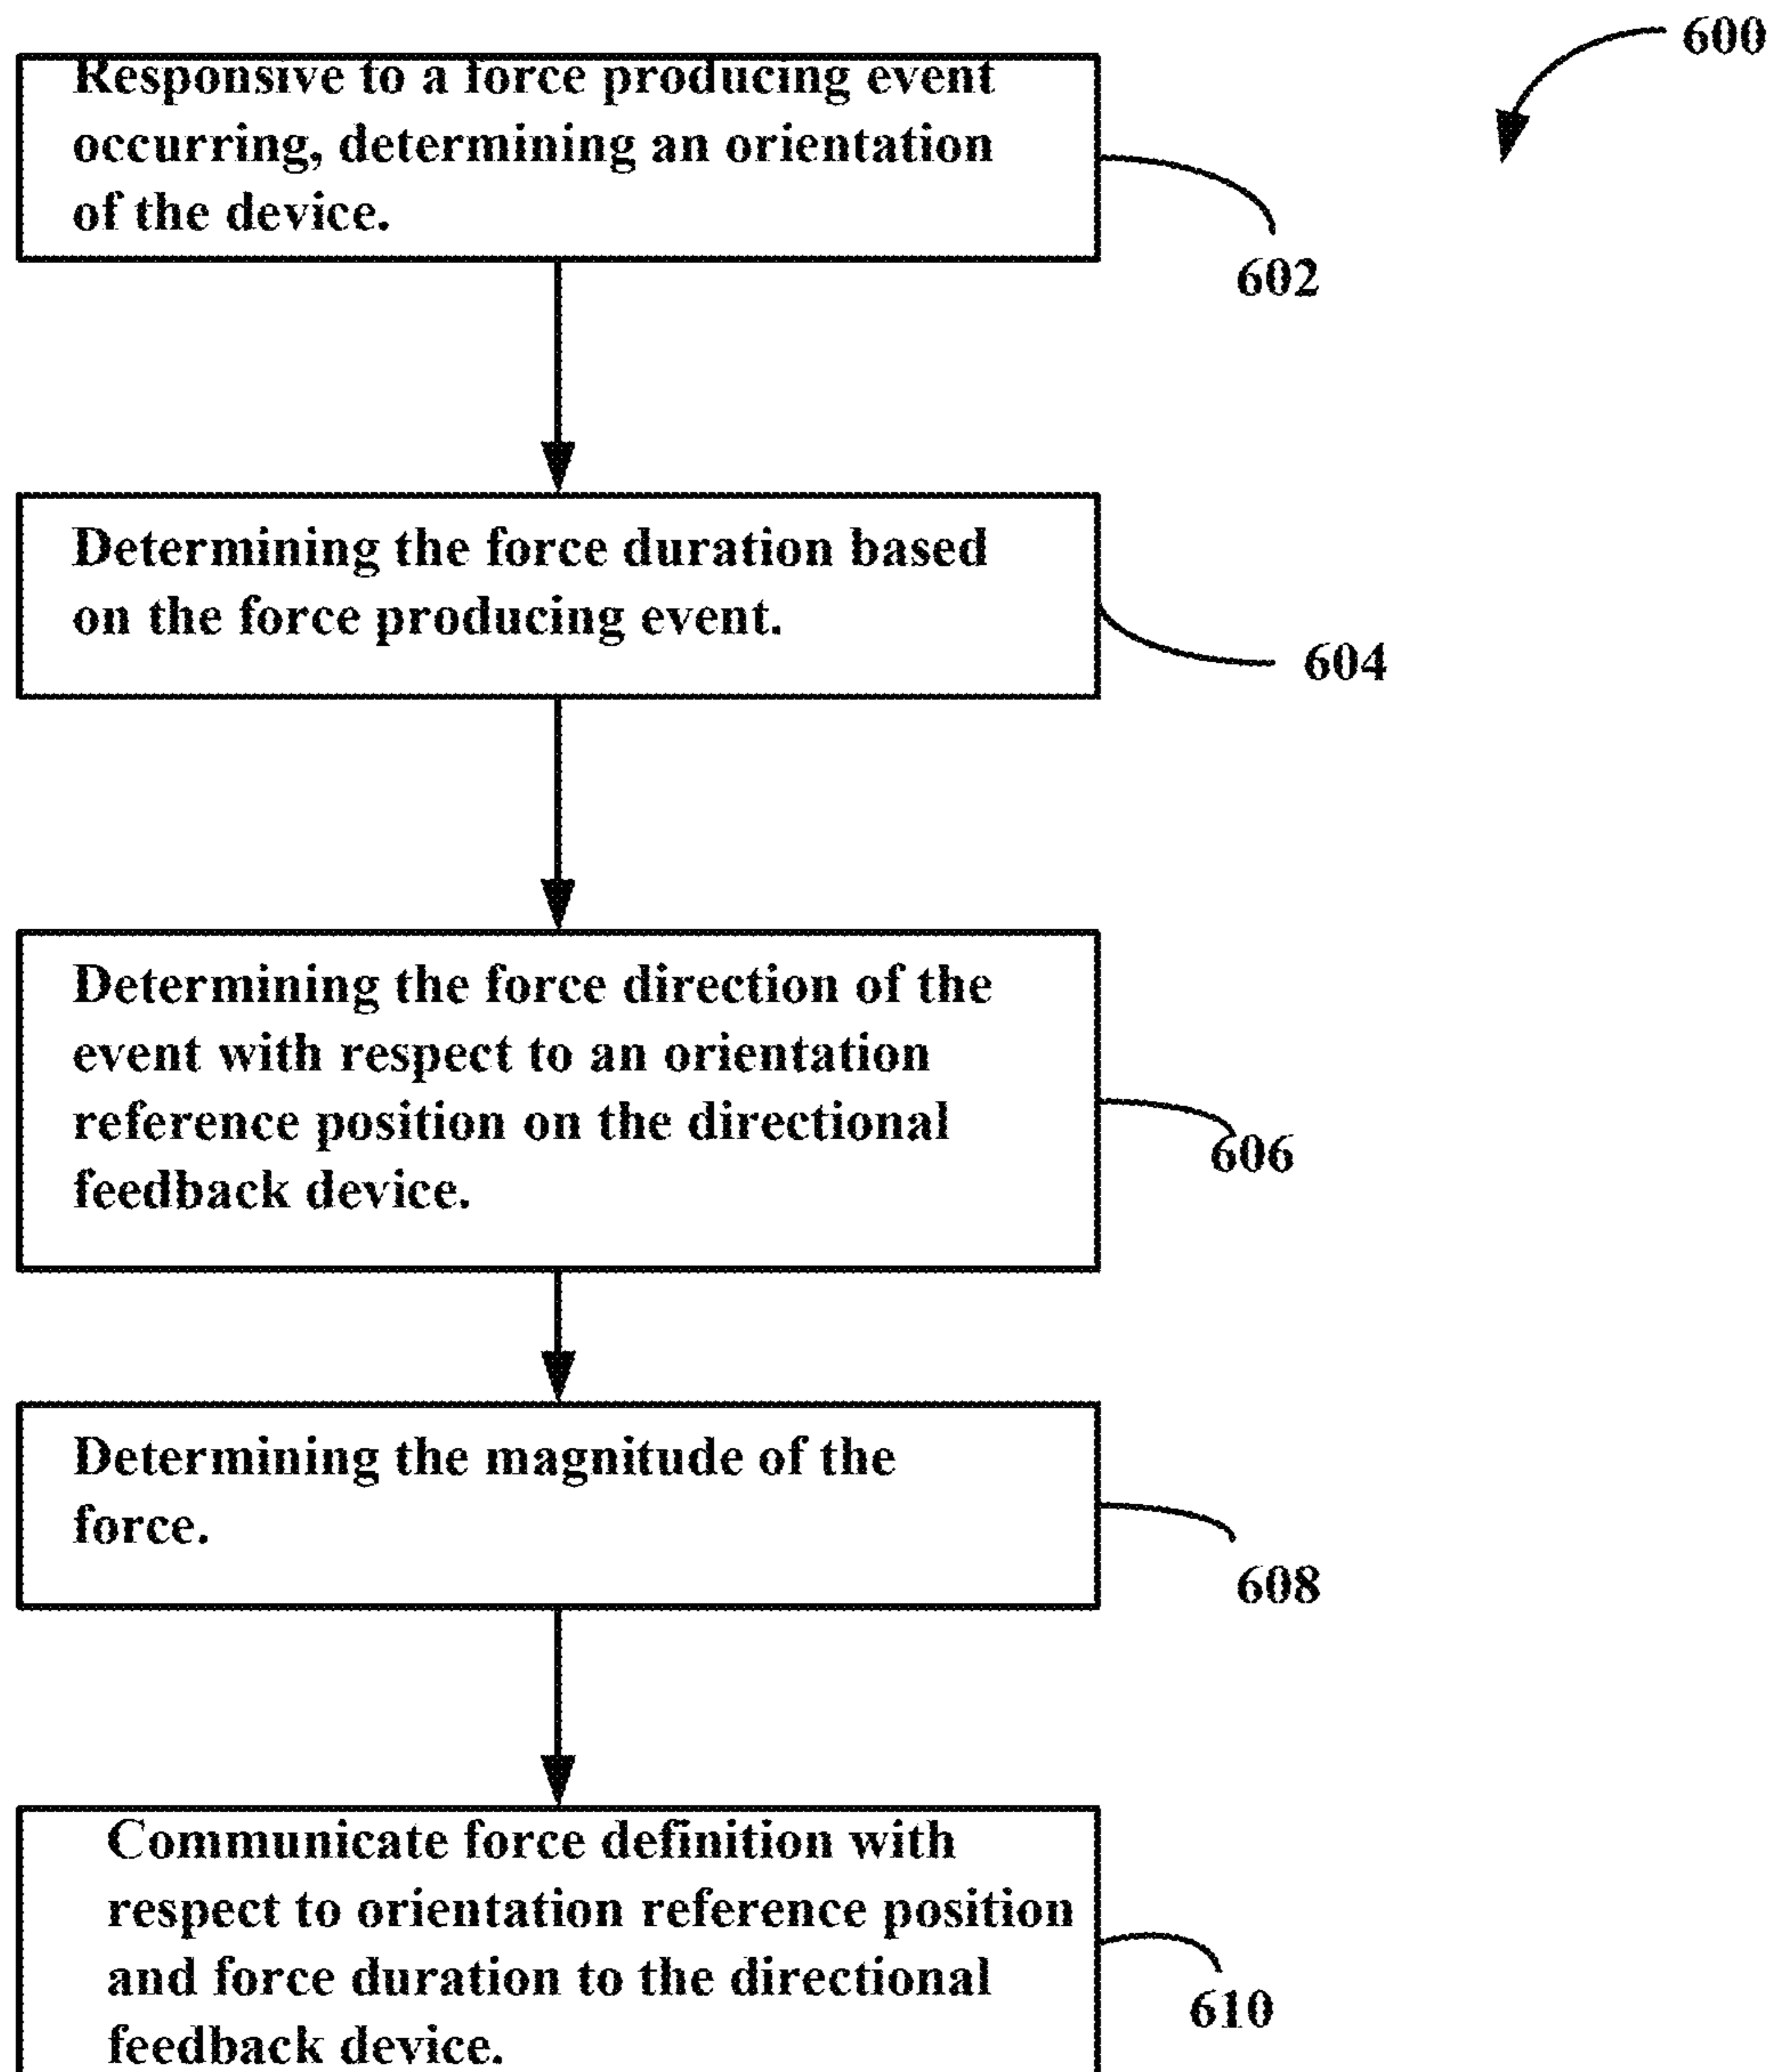 600
Responsive to a force producing event
occurring, determining an orientation
of the device.
602
Determining the force duration based
on the force producing event.
604
Determining the force direction of the
event with respect to an orientation
reference position on the directional
feedback device.
606
Determining the magnitude of the
force.
608
Communicate force definition with
respect to orientation reference position
and force duration to the directional
feedback device.
610